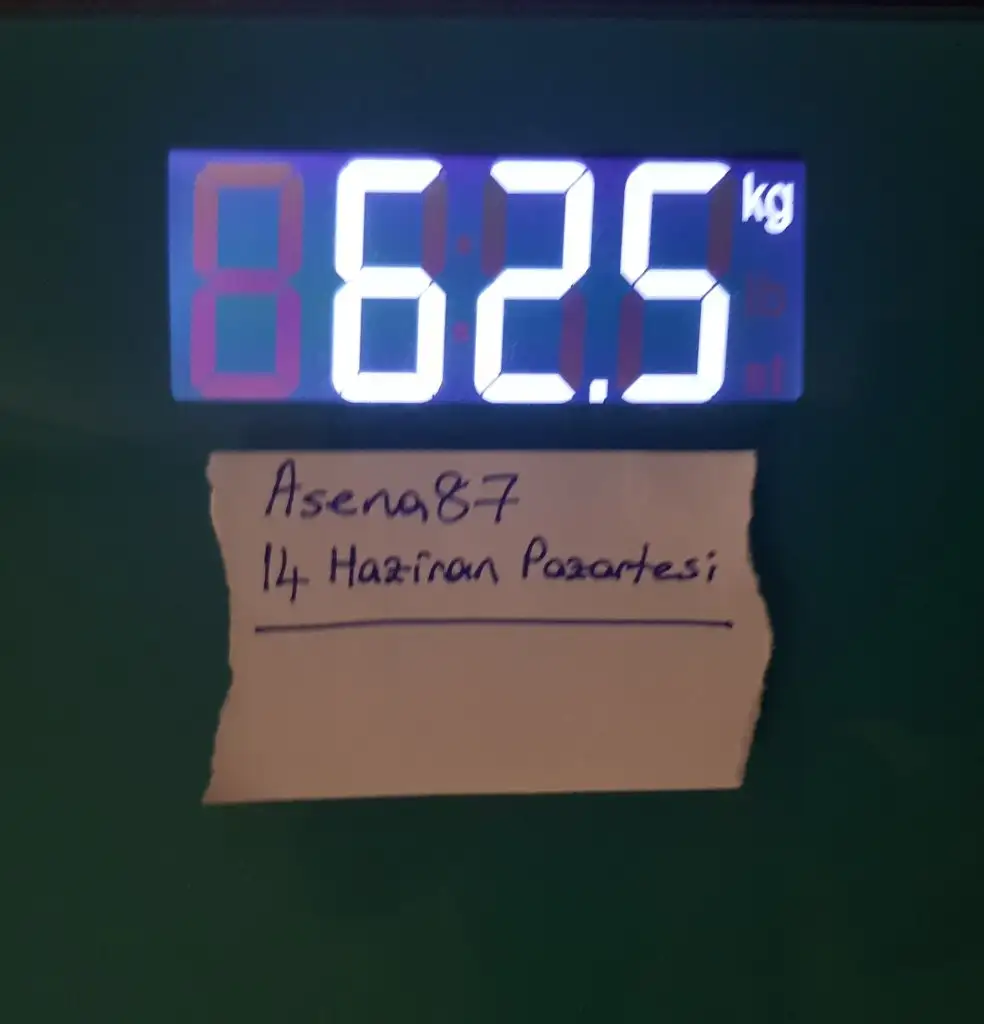 62.5 kg
Asena87
14 Haziran Pazartesi